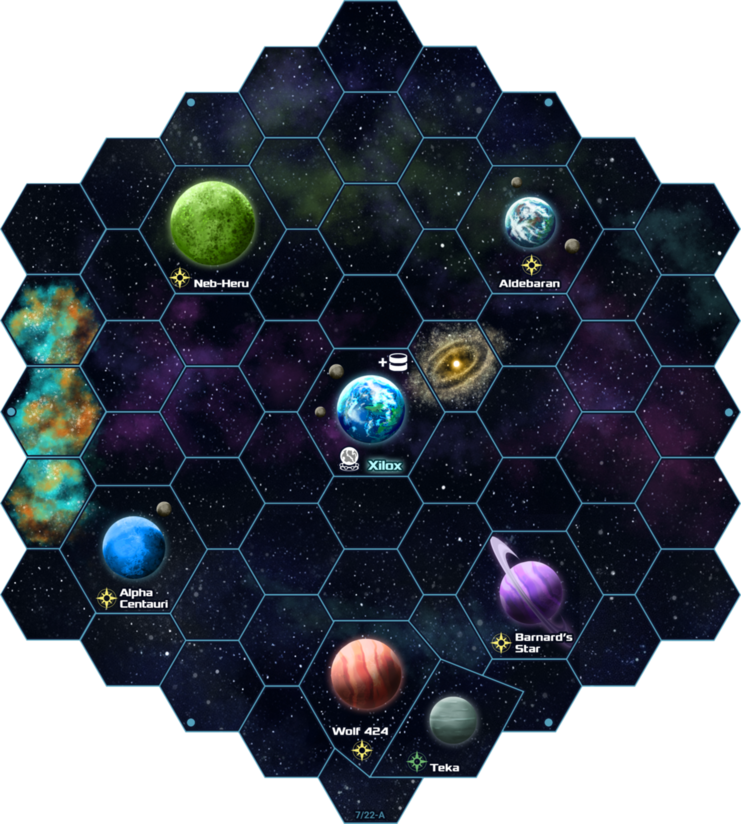 Neb-Heru
Aldebaran
+
Xilox
Alpha
Centauri
Barnard's
Star
Wolf 424
Teka
7/22-A